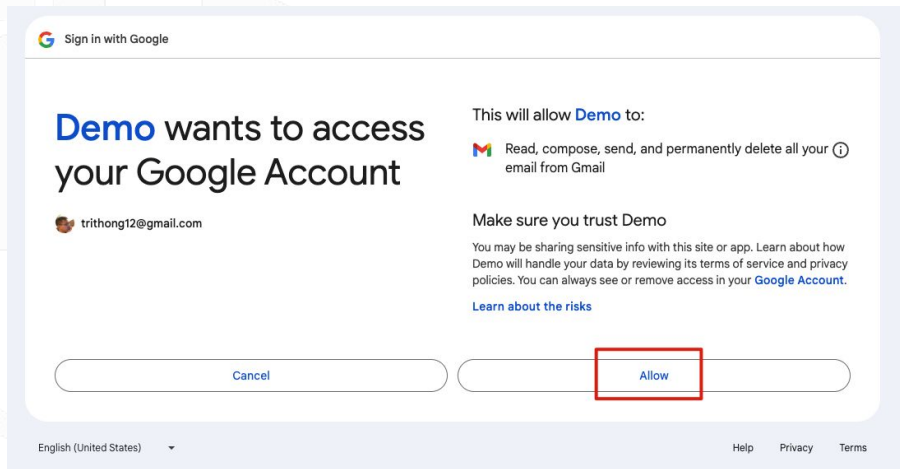 Sign in with Google
Demo wants to access
your Google Account
trithong12@gmail.com
This will allow Demo to:
Read, compose, send, and permanently delete all your
email from Gmail
Make sure you trust Demo
You may be sharing sensitive info with this site or app. Learn about how
Demo will handle your data by reviewing its terms of service and privacy
policies. You can always see or remove access in your Google Account.
Learn about the risks
Cancel
Allow
English (United States)
Help
Privacy
Terms